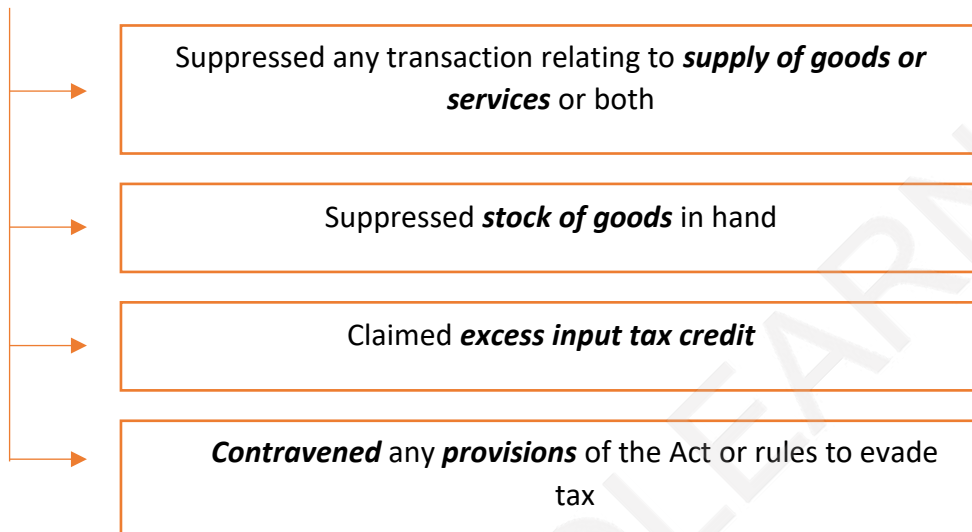 Suppressed any transaction relating to supply of goods or
services or both
Suppressed stock of goods in hand
Claimed excess input tax credit
Contravened any provisions of the Act or rules to evade
tax